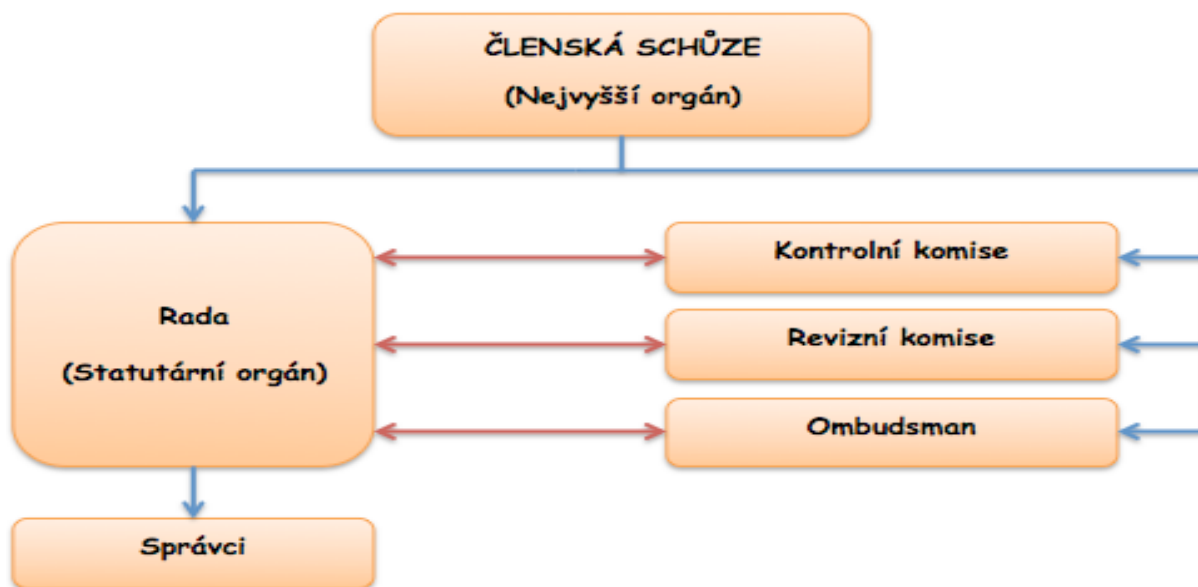 ČLENSKÁ SCHŮZE
(Nejvyšší orgán)
Rada
(Statutární orgán)
Kontrolní komise
Revizní komise
Ombudsman
Správci